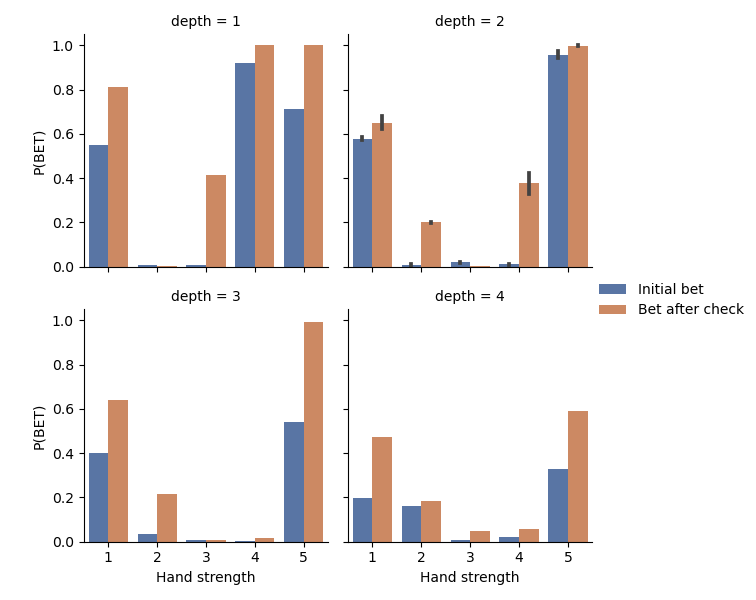 depth = 1
depth = 2
1.0
0.8
0.6
0.4
0.2
0.0
P(BET)
Initial bet
Bet after check
depth = 3
depth = 4
1.0
0.8
0.6
0.4
0.2
0.0
P(BET)
1 2 3 4 5
1 2 3 4 5
Hand strength
Hand strength